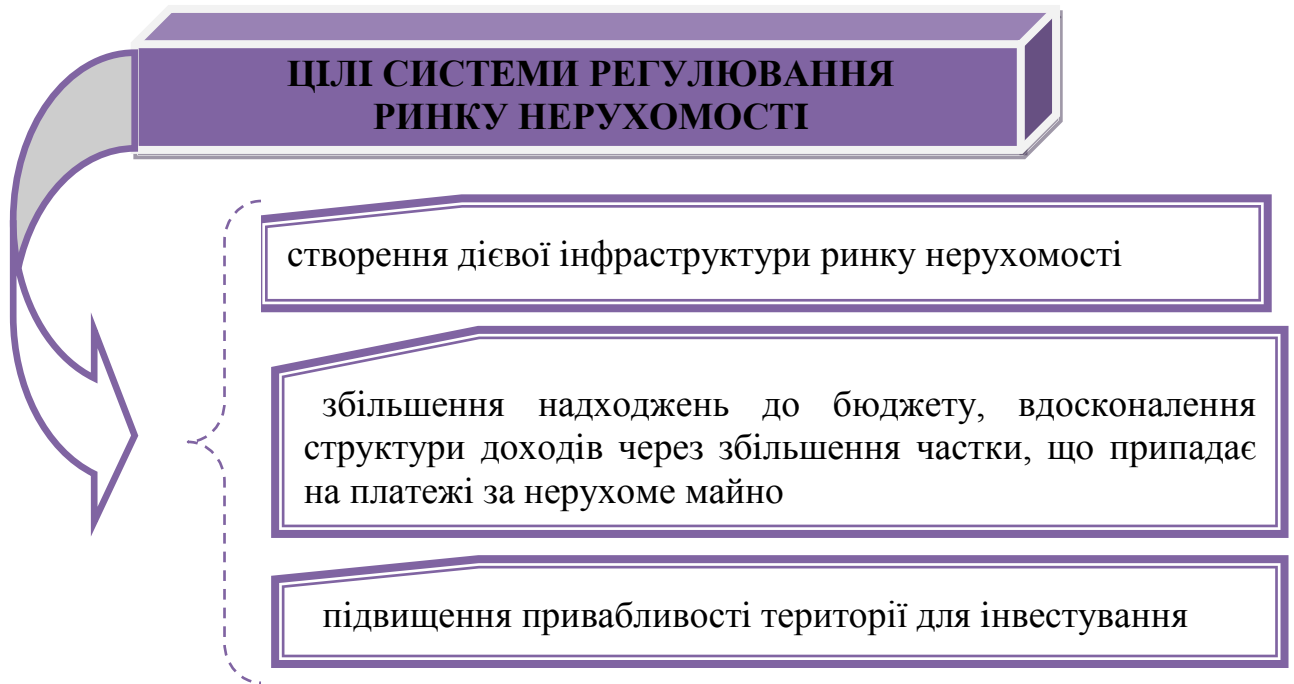 ЦІЛІ СИСТЕМИ РЕГУЛЮВАННЯ
РИНКУ НЕРУХОМОСТІ
створення дієвої інфраструктури ринку нерухомості
збільшення надходжень до бюджету, вдосконалення
структури доходів через збільшення частки, що припадає
на платежі за нерухоме майно
підвищення привабливості території для інвестування